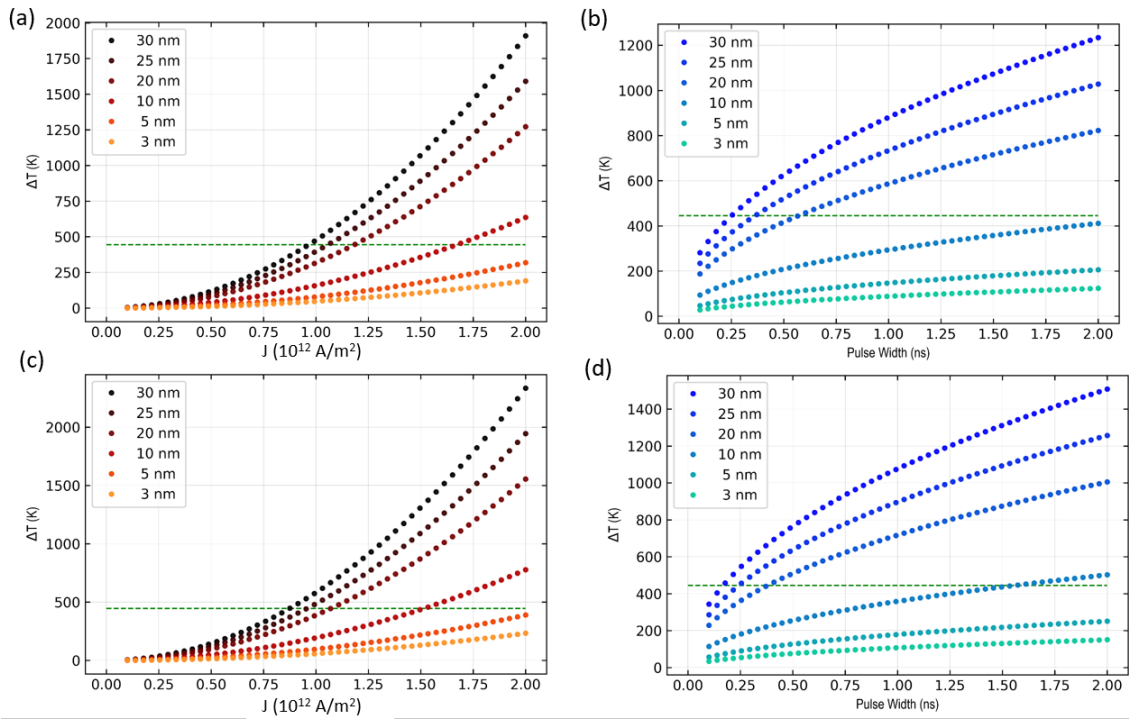 (a)
2000
1750
1500
1250
1000
750
500
250
0
ΔT (K)
30 nm
25 nm
20 nm
10 nm
5 nm
3 nm
0.00 0.25 0.50 0.75 1.00 1.25 1.50 1.75 2.00
J (10¹² A/m²)
(b)
1200
1000
800
600
400
200
0
ΔT (K)
30 nm
25 nm
20 nm
10 nm
5 nm
3 nm
0.00 0.25 0.50 0.75 1.00 1.25 1.50 1.75 2.00
Pulse Width (ns)
(c)
2000
1500
1000
500
0
ΔT (K)
30 nm
25 nm
20 nm
10 nm
5 nm
3 nm
0.00 0.25 0.50 0.75 1.00 1.25 1.50 1.75 2.00
J (10¹² A/m²)
(d)
1400
1200
1000
800
600
400
200
0
ΔT (K)
30 nm
25 nm
20 nm
10 nm
5 nm
3 nm
0.00 0.25 0.50 0.75 1.00 1.25 1.50 1.75 2.00
Pulse Width (ns)